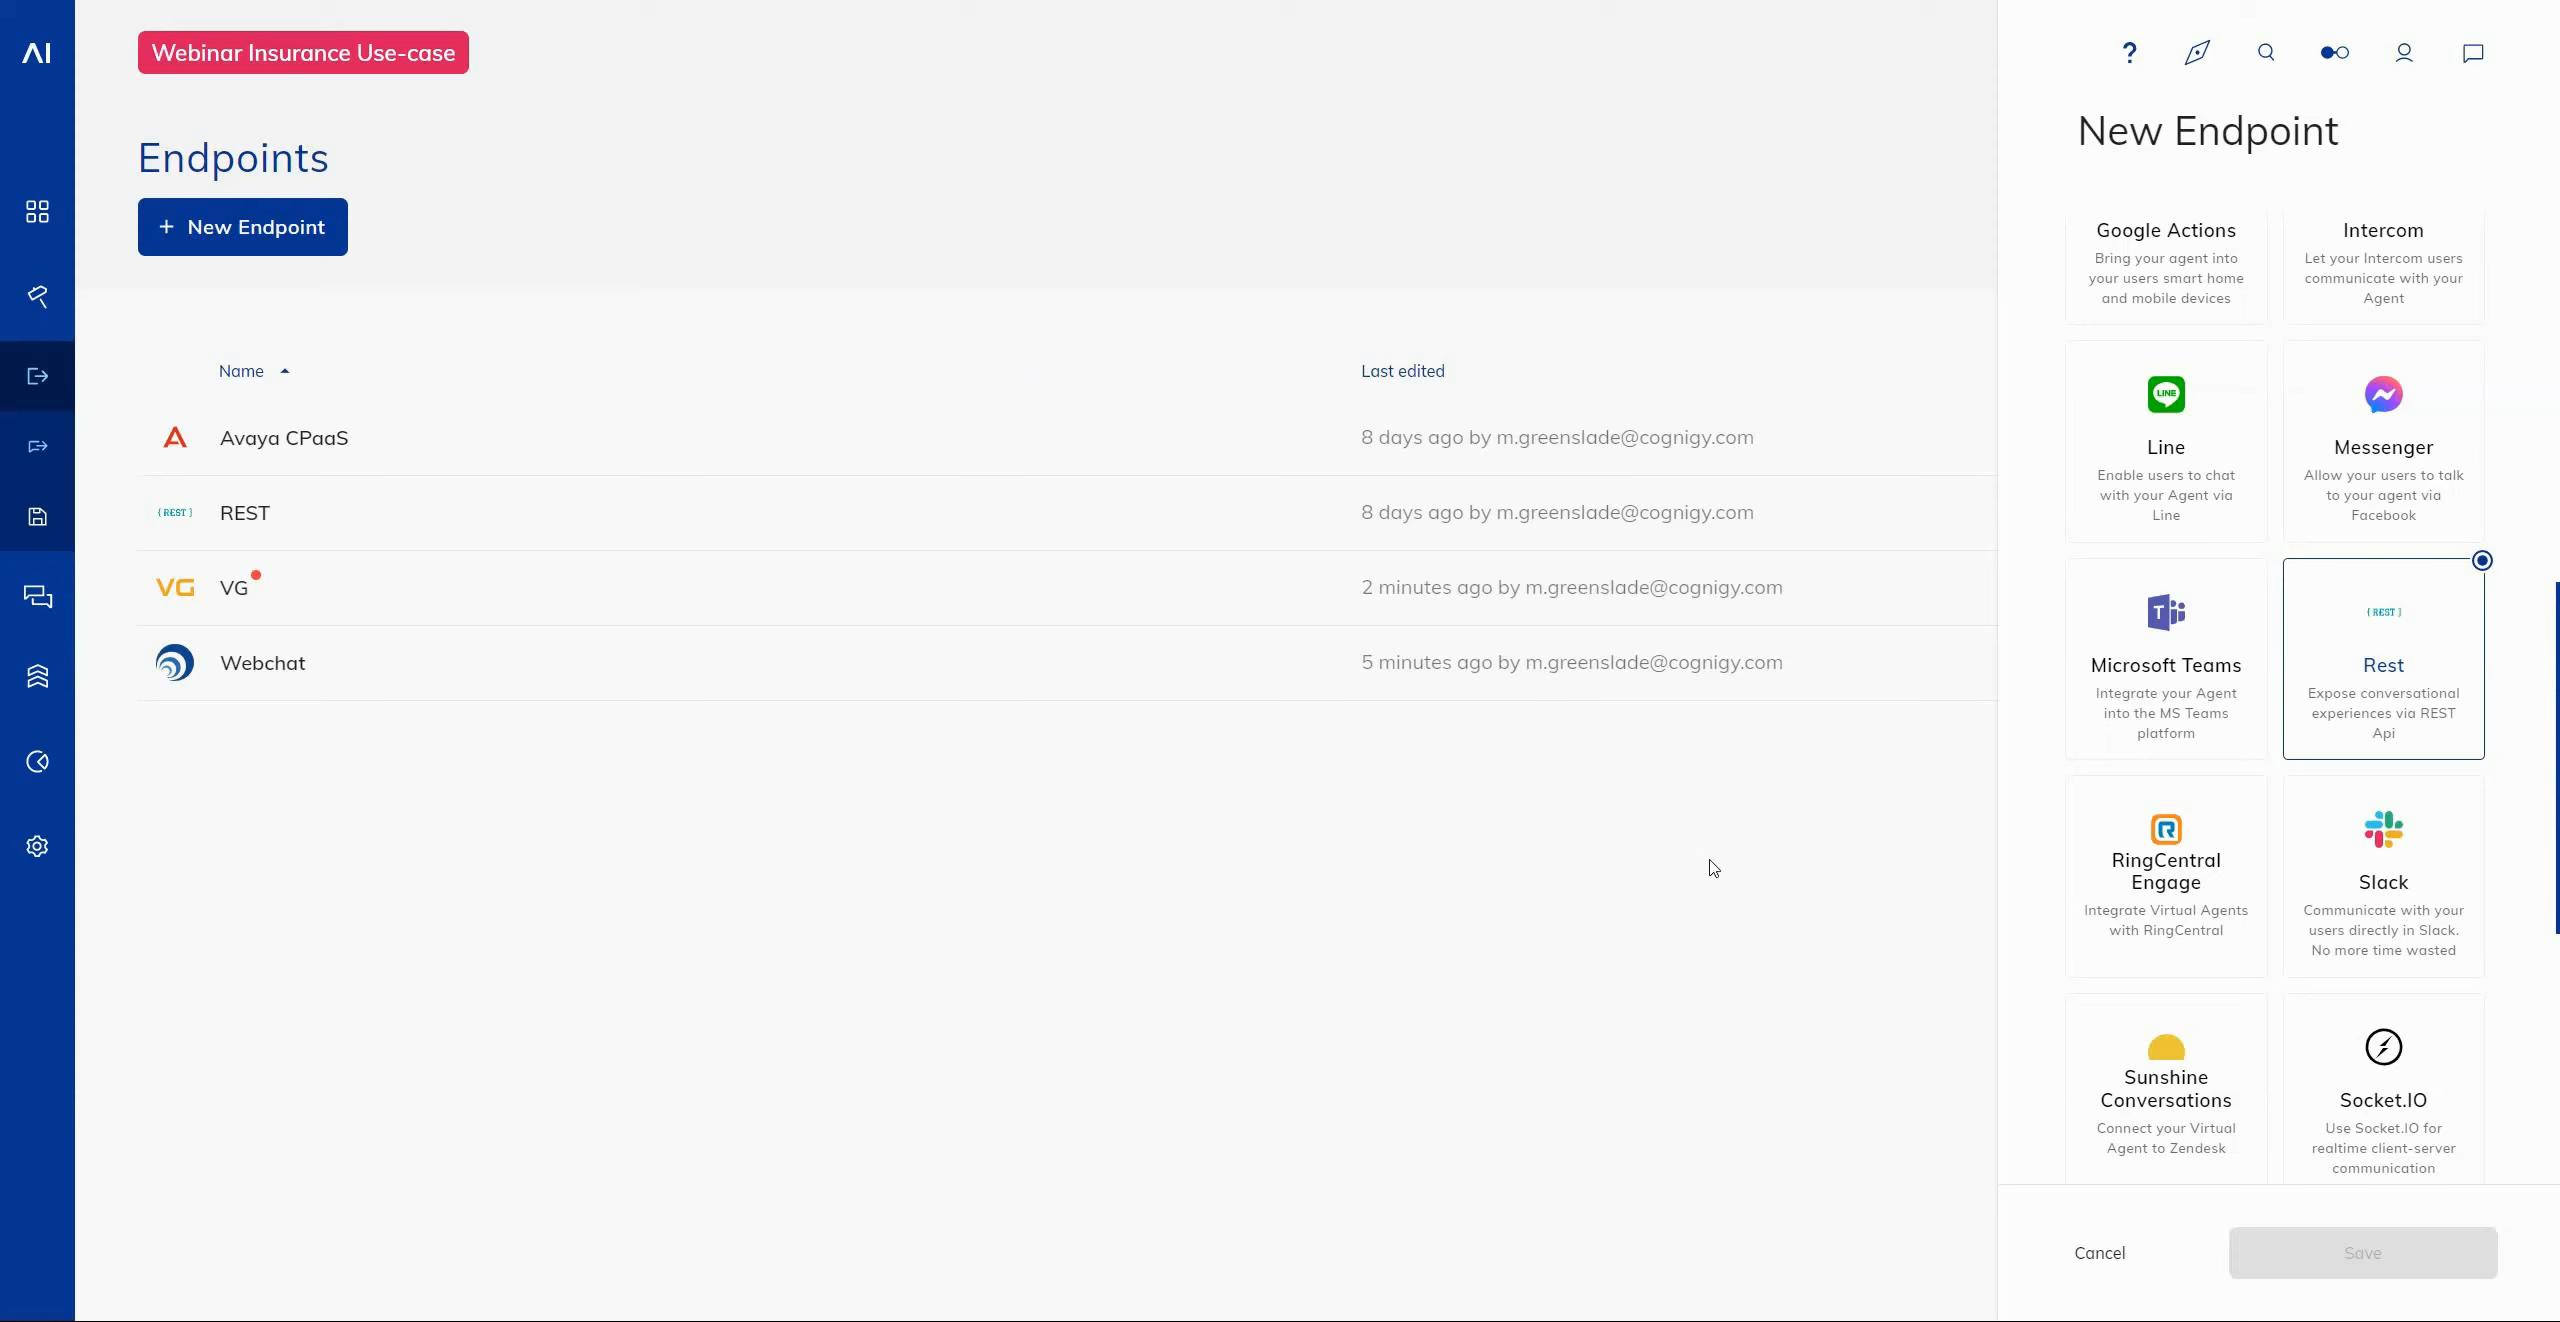 AI
Webinar Insurance Use-case
Endpoints
+ New Endpoint
Name
Last edited
Avaya CPaaS
8 days ago by m.greenslade@cognigy.com
{REST}
REST
8 days ago by m.greenslade@cognigy.com
VG
VG
2 minutes ago by m.greenslade@cognigy.com
Webchat
5 minutes ago by m.greenslade@cognigy.com
?
New Endpoint
Google Actions
Bring your agent into
your users smart home
and mobile devices
Intercom
Let your Intercom users
communicate with your
Agent
LINE
Line
Enable users to chat
with your Agent via
Line
Messenger
Allow your users to talk
to your agent via
Facebook
T
Microsoft Teams
Integrate your Agent
into the MS Teams
platform
{REST}
Rest
Expose conversational
experiences via REST
Api
R
RingCentral
Engage
Integrate Virtual Agents
with RingCentral
Slack
Communicate with your
users directly in Slack.
No more time wasted
Sunshine
Conversations
Connect your Virtual
Agent to Zendesk
Socket.IO
Use Socket.IO for
realtime client-server
communication
Cancel
Save